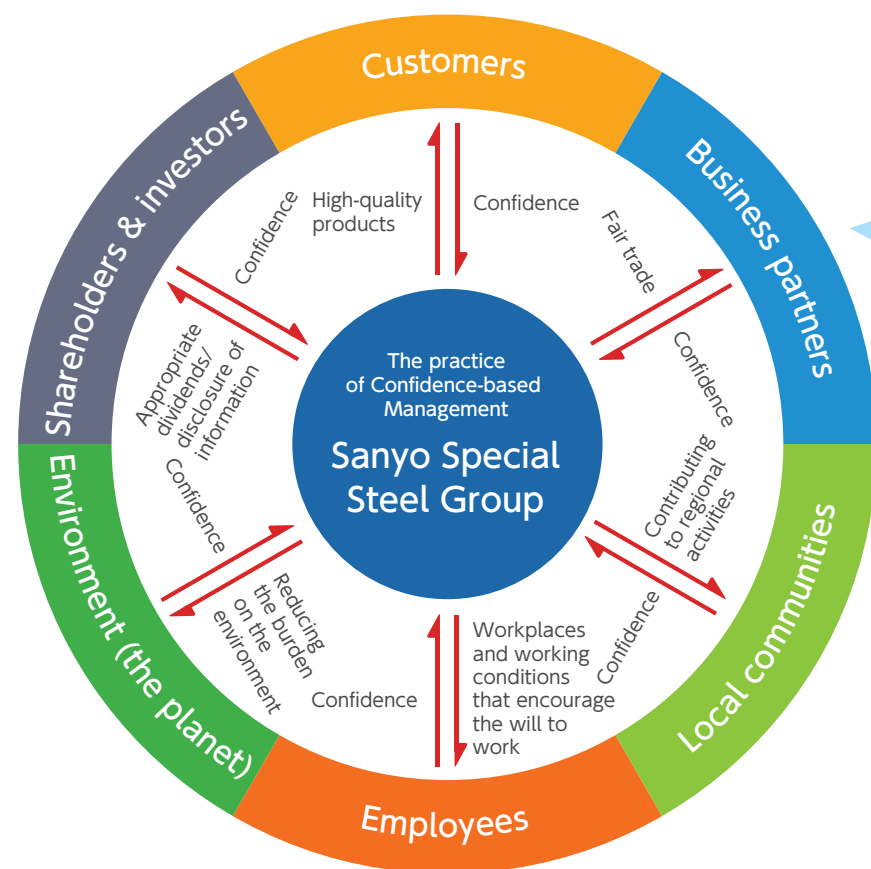 Customers
Business partners
Local communities
Employees
Environment (the planet)
Shareholders & investors
High-quality
products
Confidence
Fair trade
Confidence
Contributing
to regional
activities
Confidence
Workplaces
and working
conditions
that encourage
the will to
work
Confidence
Reducing
the burden
on the
environment
Confidence
Appropriate
dividends/
disclosure of
information
Confidence
The practice
of Confidence-based
Management
Sanyo Special
Steel Group